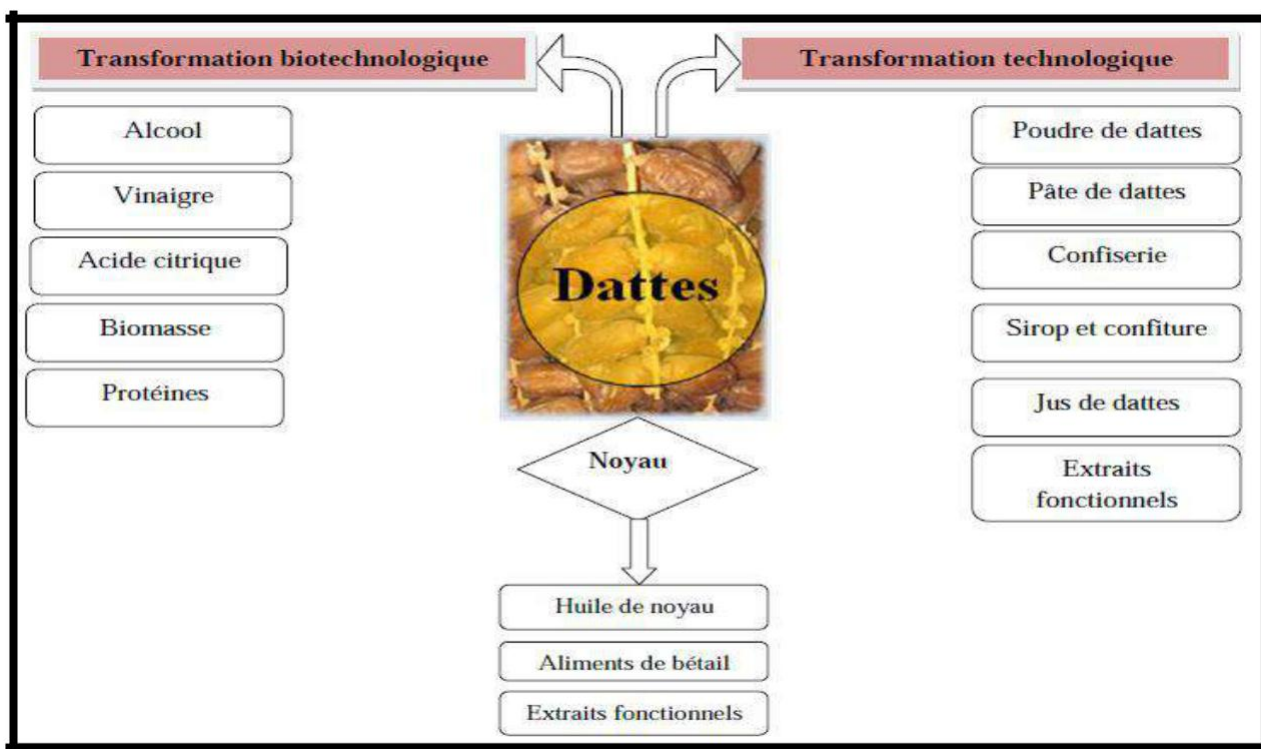 Transformation biotechnologique
Transformation technologique
Alcool
Vinaigre
Acide citrique
Biomasse
Protéines
Dattes
Noyau
Huile de noyau
Aliments de bétail
Extraits fonctionnels
Poudre de dattes
Pâte de dattes
Confiserie
Sirop et confiture
Jus de dattes
Extraits
fonctionnels